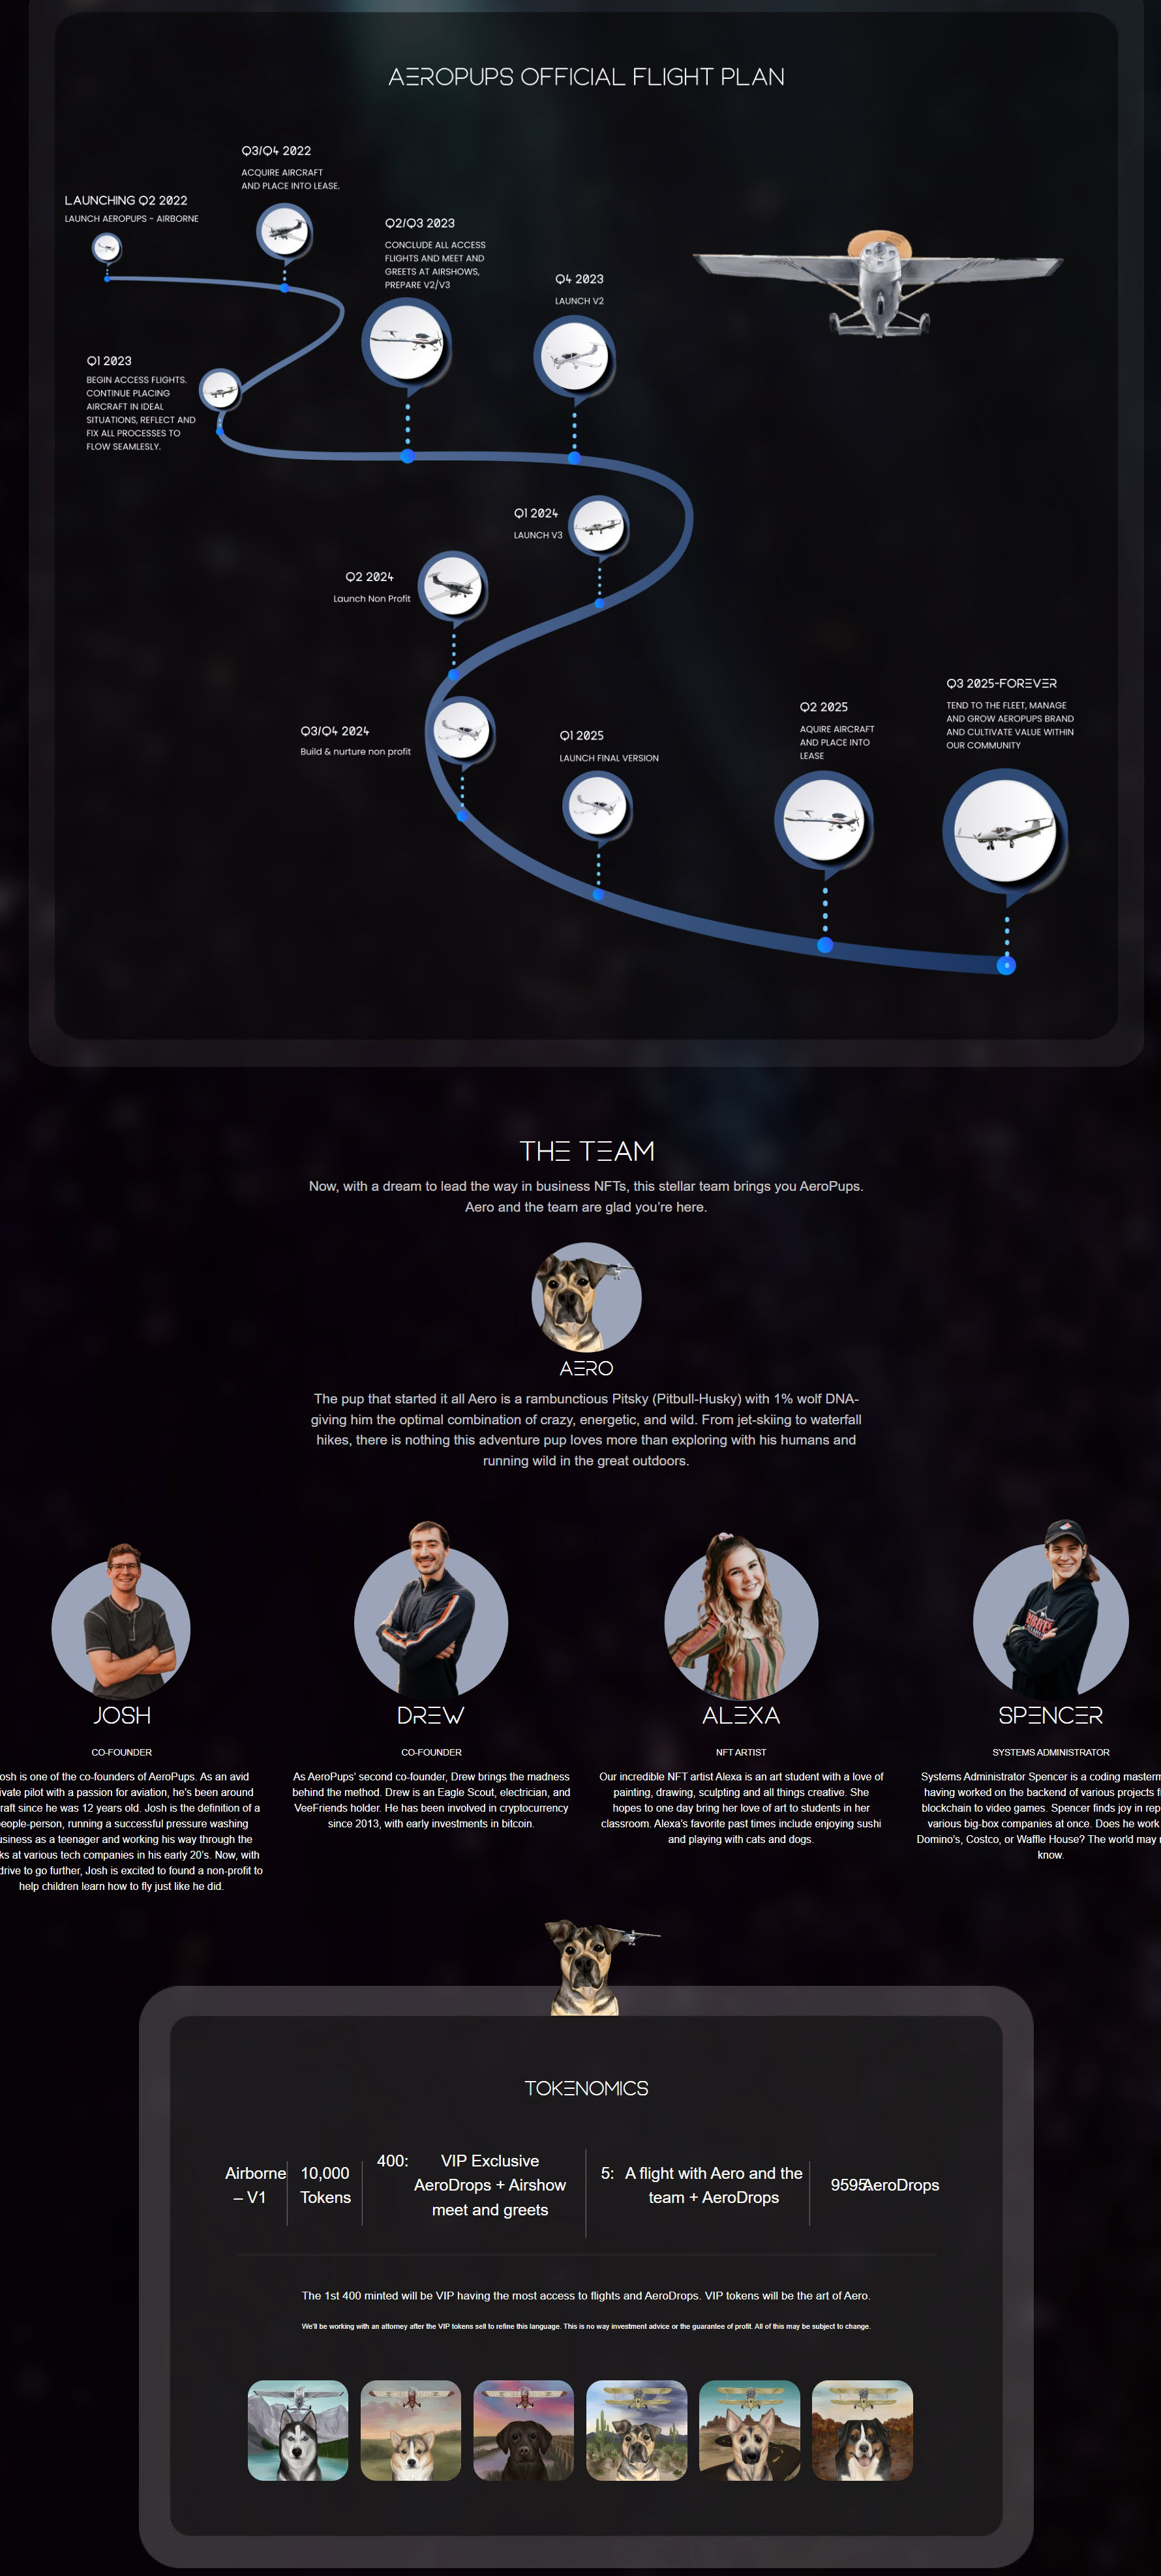 AEROPUPS OFFICIAL FLIGHT PLAN
LAUNCHING Q2 2022
LAUNCH AEROPUPS - AIRBORNE
Q3/Q4 2022
ACQUIRE AIRCRAFT
AND PLACE INTO LEASE.
Q1 2023
BEGIN ACCESS FLIGHTS.
CONTINUE PLACING
AIRCRAFT IN IDEAL
SITUATIONS, REFLECT AND
FIX ALL PROCESSES TO
FLOW SEAMLESLY.
Q2/Q3 2023
CONCLUDE ALL ACCESS
FLIGHTS AND MEET AND
GREETS AT AIRSHOWS,
PREPARE V2/V3
Q4 2023
LAUNCH V2
Q1 2024
LAUNCH V3
Q2 2024
Launch Non Profit
Q3/Q4 2024
Build & nurture non profit
Q1 2025
LAUNCH FINAL VERSION
Q2 2025
AQUIRE AIRCRAFT
AND PLACE INTO
LEASE
Q3 2025-FOREVER
TEND TO THE FLEET, MANAGE
AND GROW AEROPUPS BRAND
AND CULTIVATE VALUE WITHIN
OUR COMMUNITY
THE TEAM
Now, with a dream to lead the way in business NFTs, this stellar team brings you AeroPups.
Aero and the team are glad you're here.
AERO
The pup that started it all Aero is a rambunctious Pitsky (Pitbull-Husky) with 1% wolf DNA-
giving him the optimal combination of crazy, energetic, and wild. From jet-skiing to waterfall
hikes, there is nothing this adventure pup loves more than exploring with his humans and
running wild in the great outdoors.
JOSH
CO-FOUNDER
osh is one of the co-founders of AeroPups. As an avid
ivate pilot with a passion for aviation, he's been around
raft since he was 12 years old. Josh is the definition of a
eople-person, running a successful pressure washing
usiness as a teenager and working his way through the
ks at various tech companies in his early 20's. Now, with
drive to go further, Josh is excited to found a non-profit to
help children learn how to fly just like he did.
DREW
CO-FOUNDER
As AeroPups' second co-founder, Drew brings the madness
behind the method. Drew is an Eagle Scout, electrician, and
VeeFriends holder. He has been involved in cryptocurrency
since 2013, with early investments in bitcoin.
ALEXA
NFT ARTIST
Our incredible NFT artist Alexa is an art student with a love of
painting, drawing, sculpting and all things creative. She
hopes to one day bring her love of art to students in her
classroom. Alexa's favorite past times include enjoying sushi
and playing with cats and dogs.
SPENCER
SYSTEMS ADMINISTRATOR
Systems Administrator Spencer is a coding masterm
having worked on the backend of various projects f
blockchain to video games. Spencer finds joy in rep
various big-box companies at once. Does he work
Domino's, Costco, or Waffle House? The world may
know.
TOKENOMICS
Airborne
– V1
10,000
Tokens
400: VIP Exclusive
AeroDrops + Airshow
meet and greets
5: A flight with Aero and the
team + AeroDrops
9595: AeroDrops
The 1st 400 minted will be VIP having the most access to flights and AeroDrops. VIP tokens will be the art of Aero.
We'll be working with an attorney after the VIP tokens sell to refine this language. This is no way investment advice or the guarantee of profit. All of this may be subject to change.